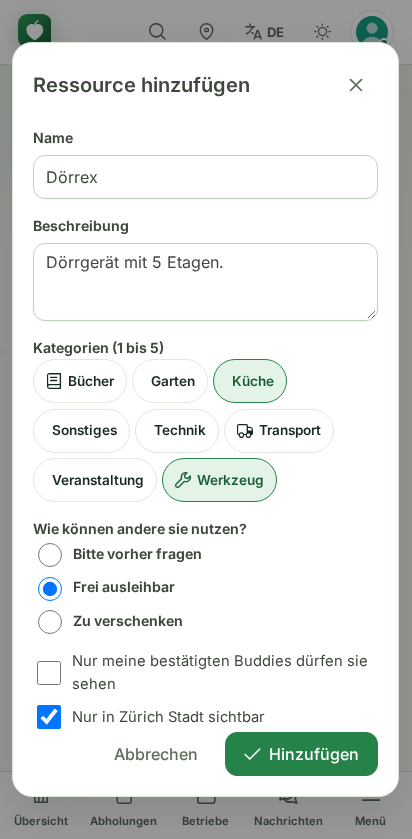 DE
Ressource hinzufügen
Name
Dörrex
Beschreibung
Dörrgerät mit 5 Etagen.
Kategorien (1 bis 5)
Bücher
Garten
Küche
Sonstiges
Technik
Transport
Veranstaltung
Werkzeug
Wie können andere sie nutzen?
Bitte vorher fragen
Frei ausleihbar
Zu verschenken
Nur meine bestätigten Buddies dürfen sie
sehen
Nur in Zürich Stadt sichtbar
Abbrechen
Hinzufügen
Übersicht
Abholungen
Betriebe
Nachrichten
Menü